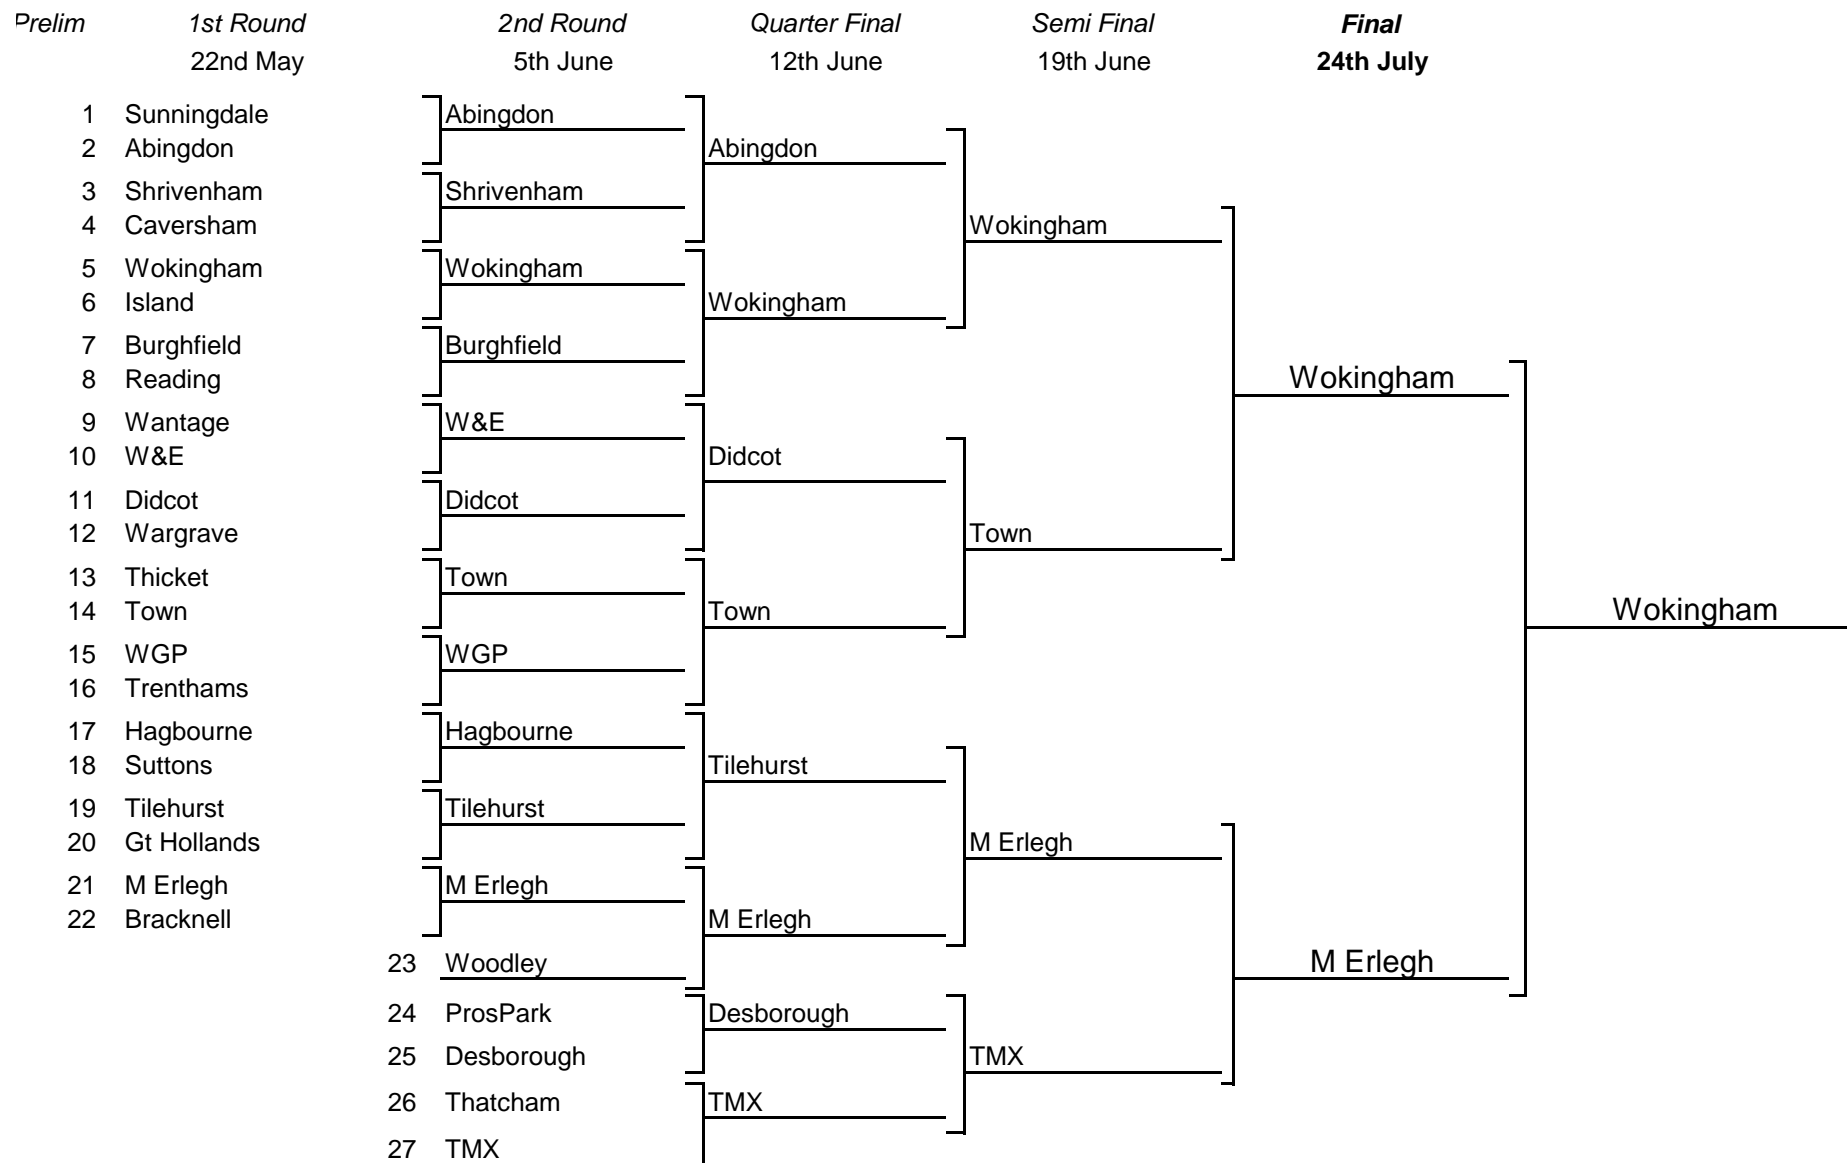 Prelim 1st Round 2nd Round Quarter Final Semi Final Final
22nd May 5th June 12th June 19th June 24th July
1 Sunningdale Abingdon
2 Abingdon Abingdon
3 Shrivenham Shrivenham
4 Caversham Wokingham
5 Wokingham Wokingham
6 Island Wokingham
7 Burghfield Burghfield
8 Reading Wokingham
9 Wantage W&E
10 W&E Didcot
11 Didcot Didcot
12 Wargrave Town
13 Thicket Town
14 Town Town Wokingham
15 WGP WGP
16 Trenthams
17 Hagbourne Hagbourne
18 Suttons Tilehurst
19 Tilehurst Tilehurst
20 Gt Hollands M Erlegh
21 M Erlegh M Erlegh
22 Bracknell M Erlegh
23 Woodley M Erlegh
24 ProsPark Desborough
25 Desborough TMX
26 Thatcham TMX
27 TMX